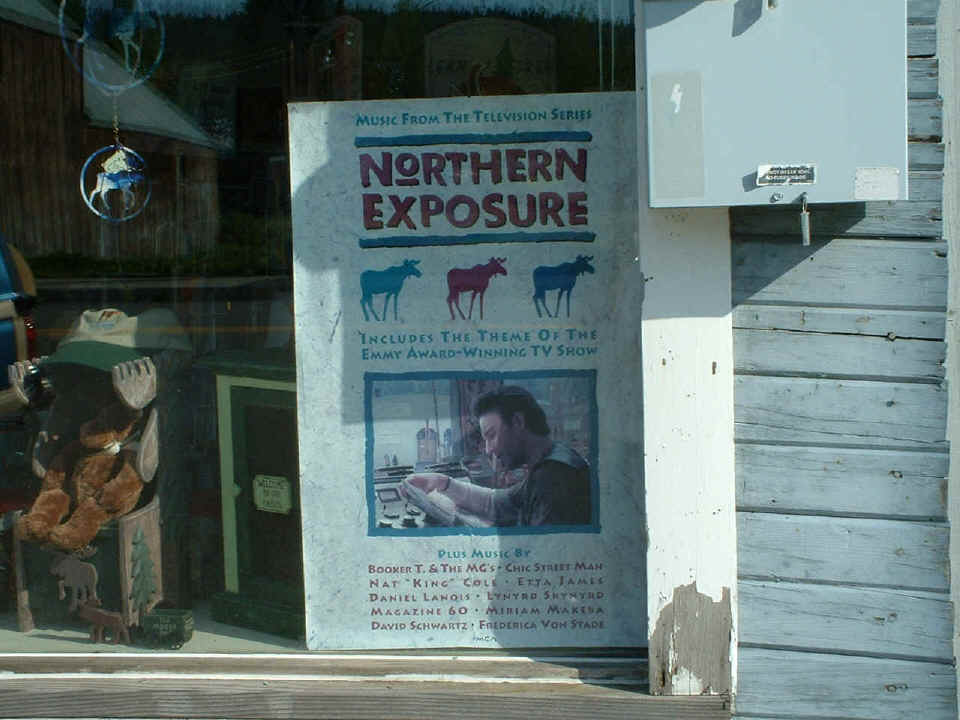 MUSIC FROM THE TELEVISION SERIES
NORTHERN
EXPOSURE
INCLUDES THE THEME OF THE
EMMY AWARD-WINNING TV SHOW
PLUS MUSIC BY
BOOKER T. & THE MG'S • CHIC STREET MAN
NAT "KING" COLE • ETTA JAMES
DANIEL LANOIS • LYNYRD SKYNYRD
MAGAZINE 60 • MIRIAM MAKEBA
DAVID SCHWARTZ • FREDERICA VON STADE
MCA
WELCOME